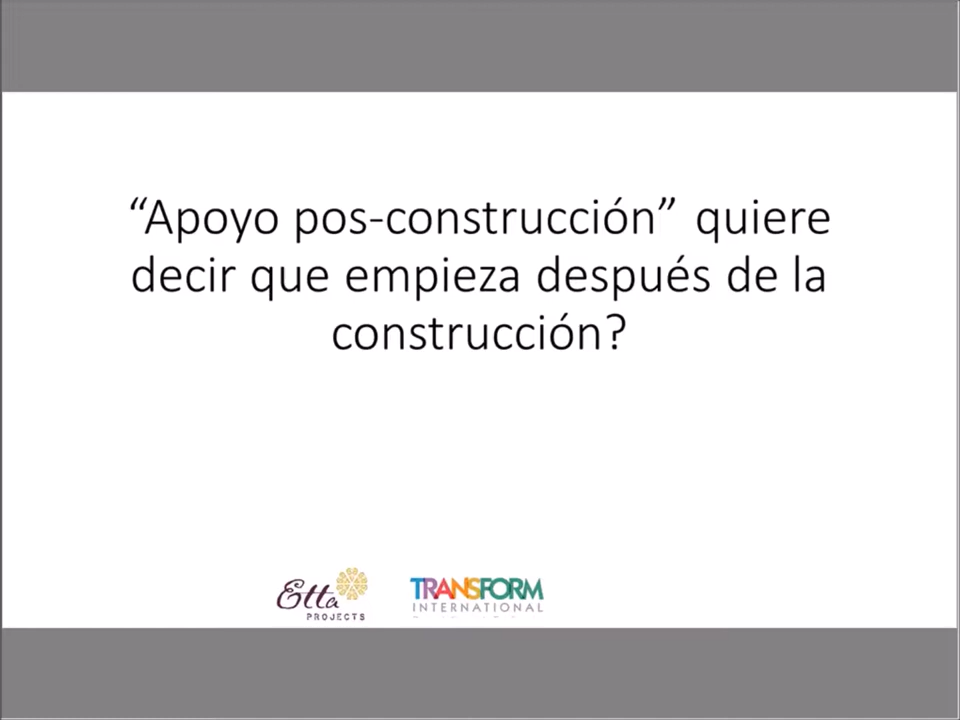 “Apoyo pos-construcción” quiere
decir que empieza después de la
construcción?
Etta
PROJECTS
TRANSFORM
INTERNATIONAL